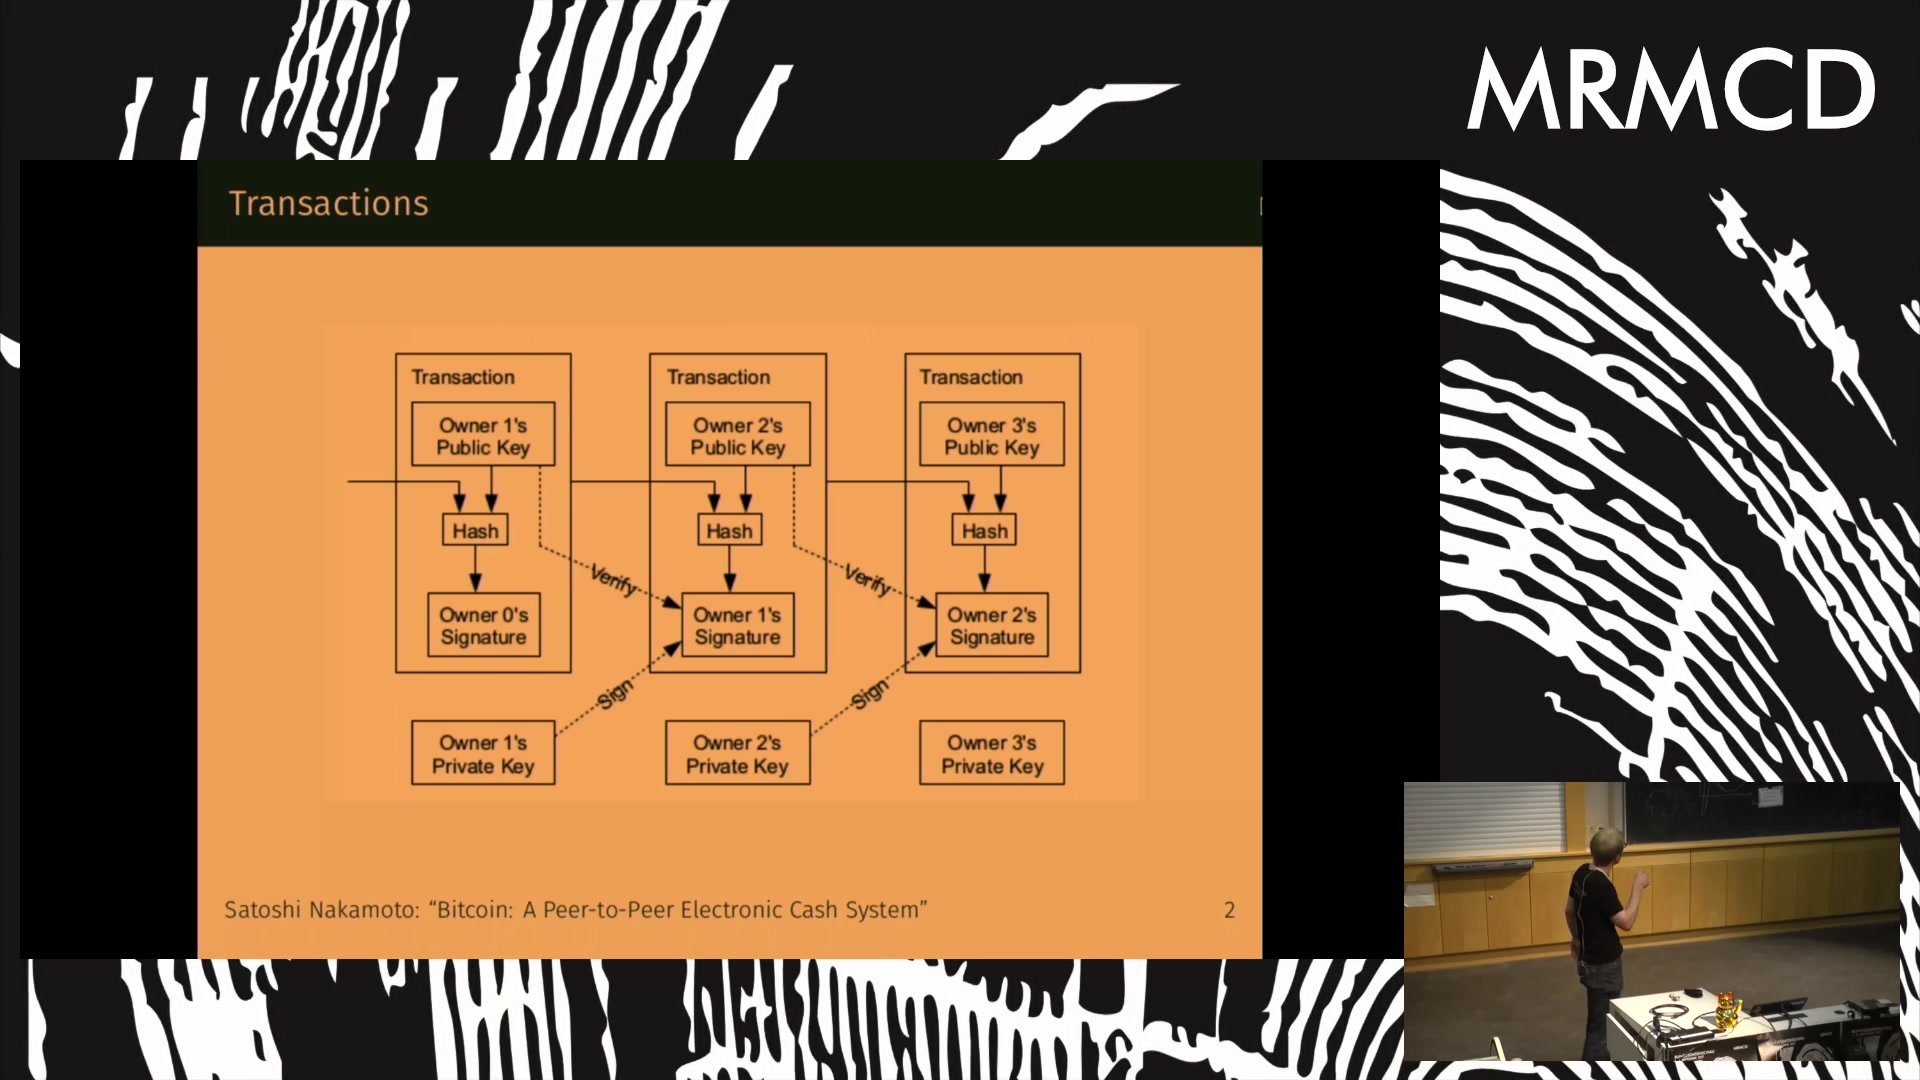 MRMCD
Transactions
Transaction
Owner 1's
Public Key
Hash
Owner 0's
Signature
Transaction
Owner 2's
Public Key
Hash
Owner 1's
Signature
Transaction
Owner 3's
Public Key
Hash
Owner 2's
Signature
Verify
Verify
Sign
Sign
Owner 1's
Private Key
Owner 2's
Private Key
Owner 3's
Private Key
Satoshi Nakamoto: “Bitcoin: A Peer-to-Peer Electronic Cash System”
2
MRMCD